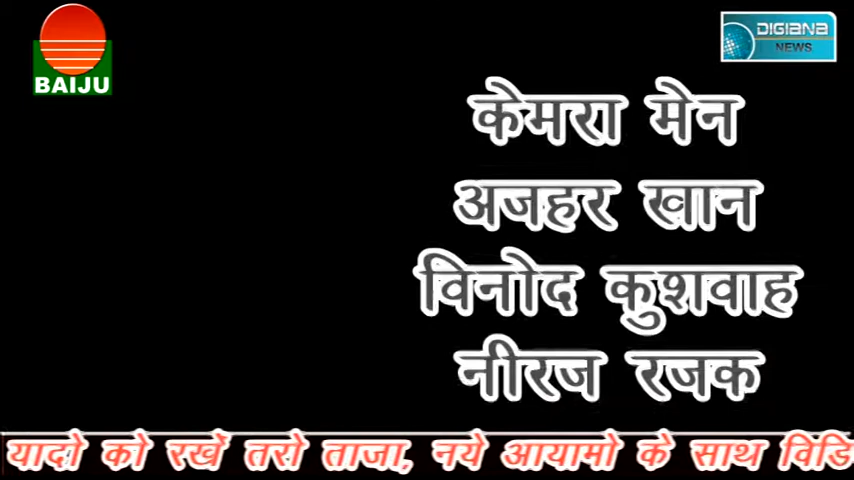 BAIJU
DIGIANA
NEWS
केमरा मेन
अजहर खान
विनोद कुशवाह
नीरज रजक
यादो को रखें तरो ताजा, नये आयामो के साथ विडि